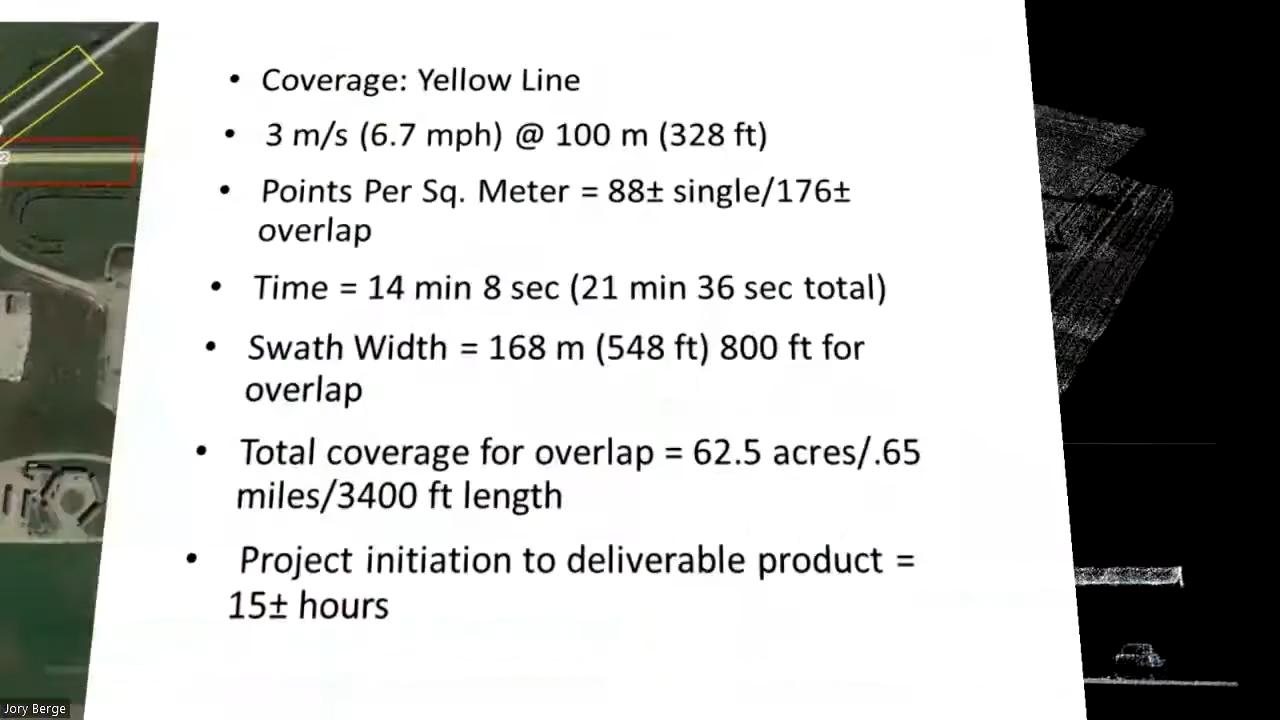 • Coverage: Yellow Line
• 3 m/s (6.7 mph) @ 100 m (328 ft)
• Points Per Sq. Meter = 88± single/176±
overlap
• Time = 14 min 8 sec (21 min 36 sec total)
• Swath Width = 168 m (548 ft) 800 ft for
overlap
• Total coverage for overlap = 62.5 acres/.65
miles/3400 ft length
• Project initiation to deliverable product =
15± hours
Jory Berge